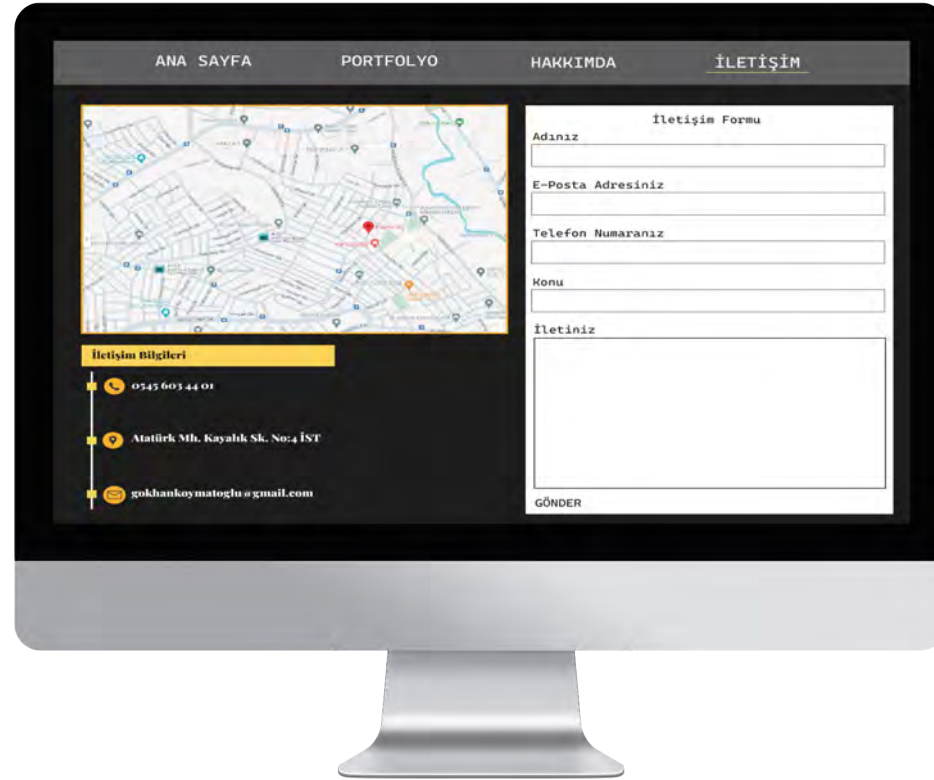 ANA SAYFA
PORTFOLYO
HAKKIMDA
İLETİŞİM
İletişim Bilgileri
0545 603 44 01
Atatürk Mh. Kayalık Sk. No:4 İST
gokhankoymatoglu@gmail.com
İletişim Formu
Adınız
E-Posta Adresiniz
Telefon Numaranız
Konu
İletiniz
GÖNDER